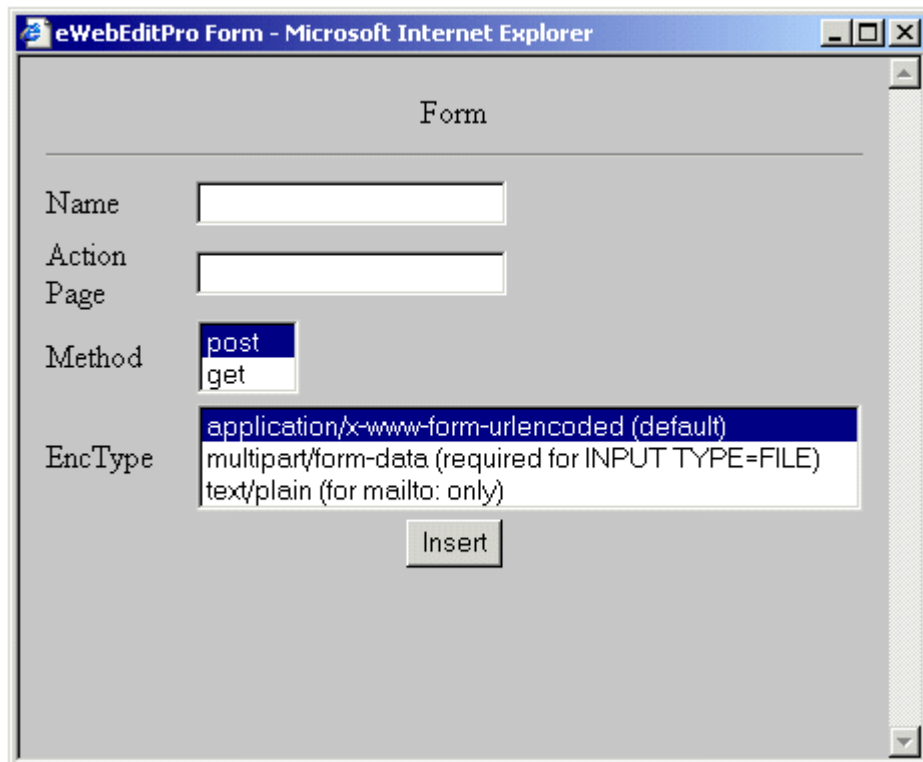 eWebEditPro Form - Microsoft Internet Explorer
Form
Name
Action
Page
Method
post
get
EncType
application/x-www-form-urlencoded (default)
multipart/form-data (required for INPUT TYPE=FILE)
text/plain (for mailto: only)
Insert